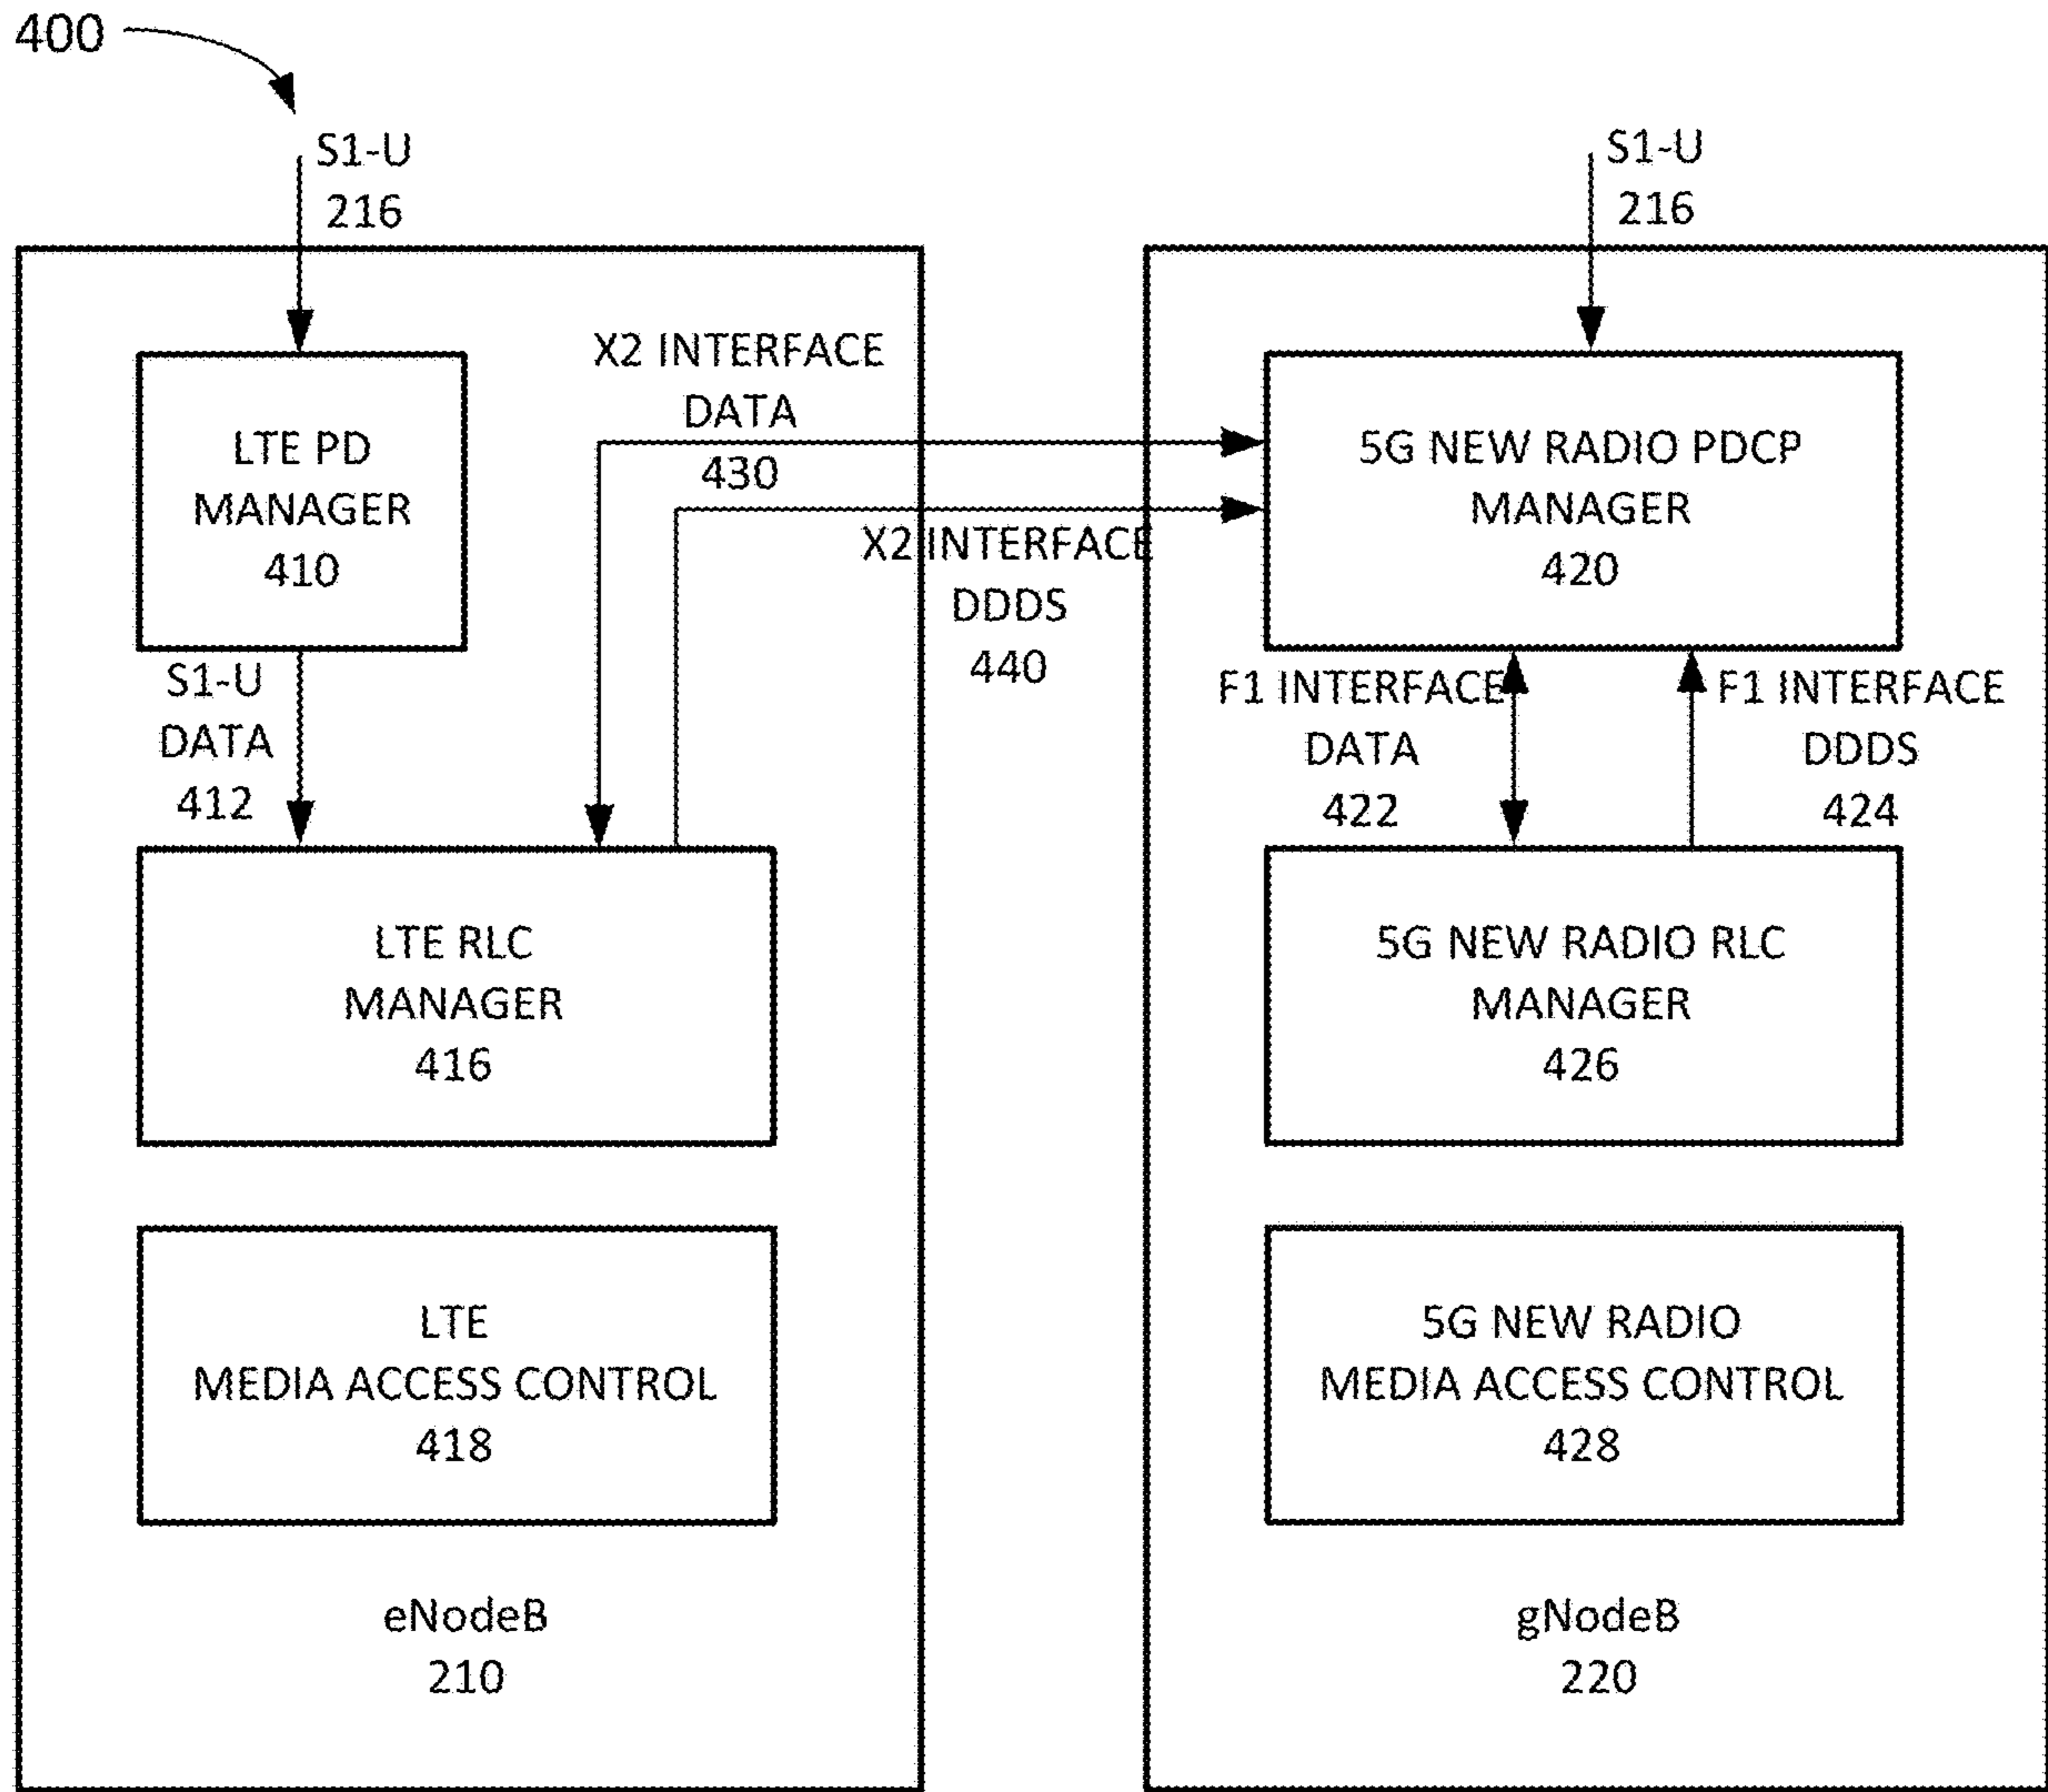 400
S1-U
216
S1-U
216
LTE PD
MANAGER
410
X2 INTERFACE
DATA
430
X2 INTERFACE
DDDS
440
5G NEW RADIO PDCP
MANAGER
420
S1-U
DATA
412
F1 INTERFACE
DATA
422
F1 INTERFACE
DDDS
424
LTE RLC
MANAGER
416
5G NEW RADIO RLC
MANAGER
426
LTE
MEDIA ACCESS CONTROL
418
5G NEW RADIO
MEDIA ACCESS CONTROL
428
eNodeB
210
gNodeB
220